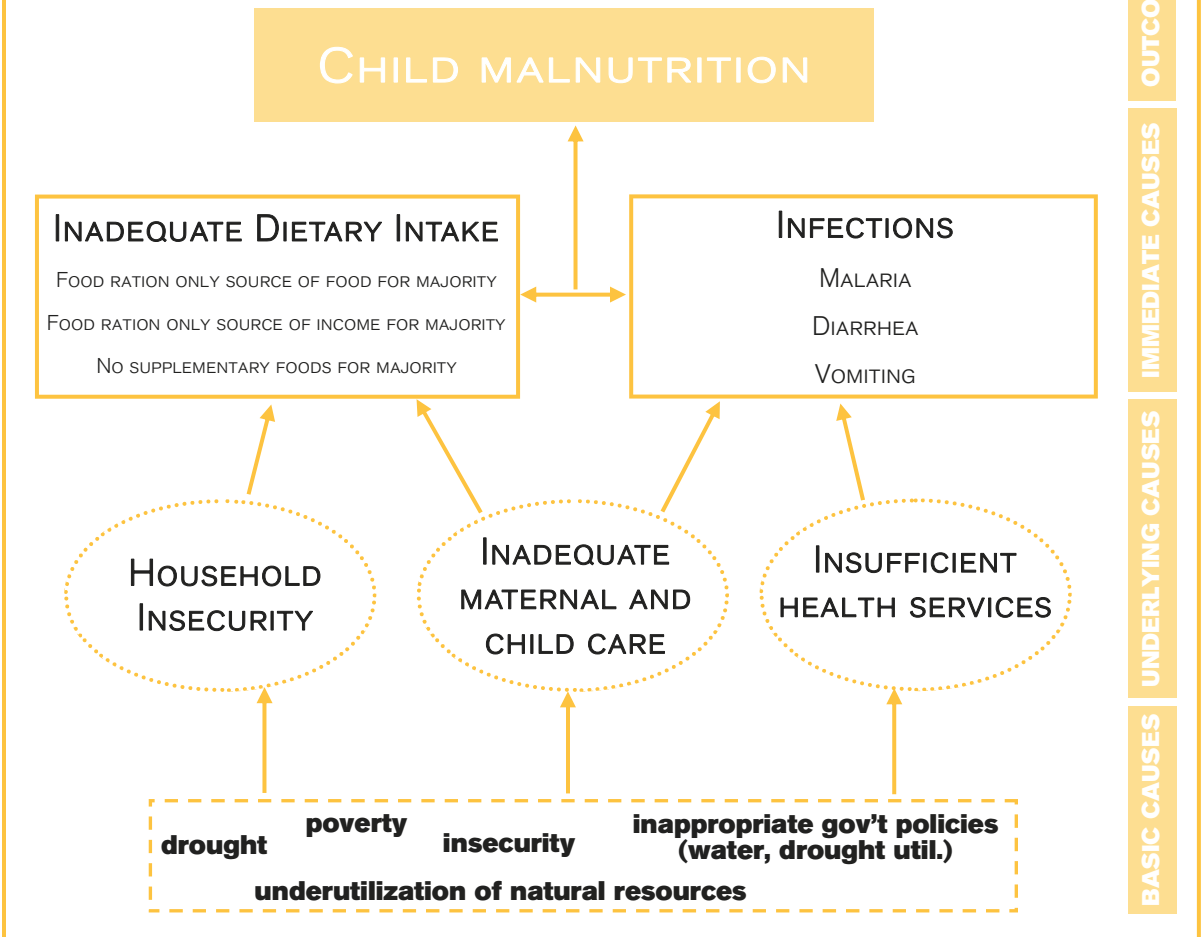 CHILD MALNUTRITION
INADEQUATE DIETARY INTAKE
FOOD RATION ONLY SOURCE OF FOOD FOR MAJORITY
FOOD RATION ONLY SOURCE OF INCOME FOR MAJORITY
NO SUPPLEMENTARY FOODS FOR MAJORITY
INFECTIONS
MALARIA
DIARRHEA
VOMITING
HOUSEHOLD
INSECURITY
INADEQUATE
MATERNAL AND
CHILD CARE
INSUFFICIENT
HEALTH SERVICES
drought
poverty
insecurity
inappropriate gov't policies
(water, drought util.)
underutilization of natural resources
OUTCO
IMMEDIATE CAUSES
UNDERLYING CAUSES
BASIC CAUSES